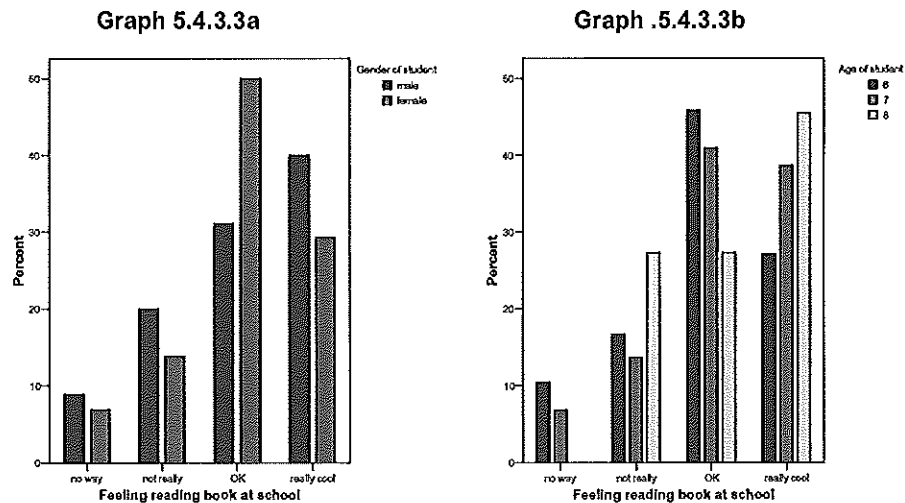 Graph 5.4.3.3a
Gender of student
male
female
Percent
50
40
30
20
10
0
no way
not really
OK
really cool
Feeling reading book at school
Graph .5.4.3.3b
Age of student
6
7
8
Percent
50
40
30
20
10
0
no way
not really
OK
really cool
Feeling reading book at school